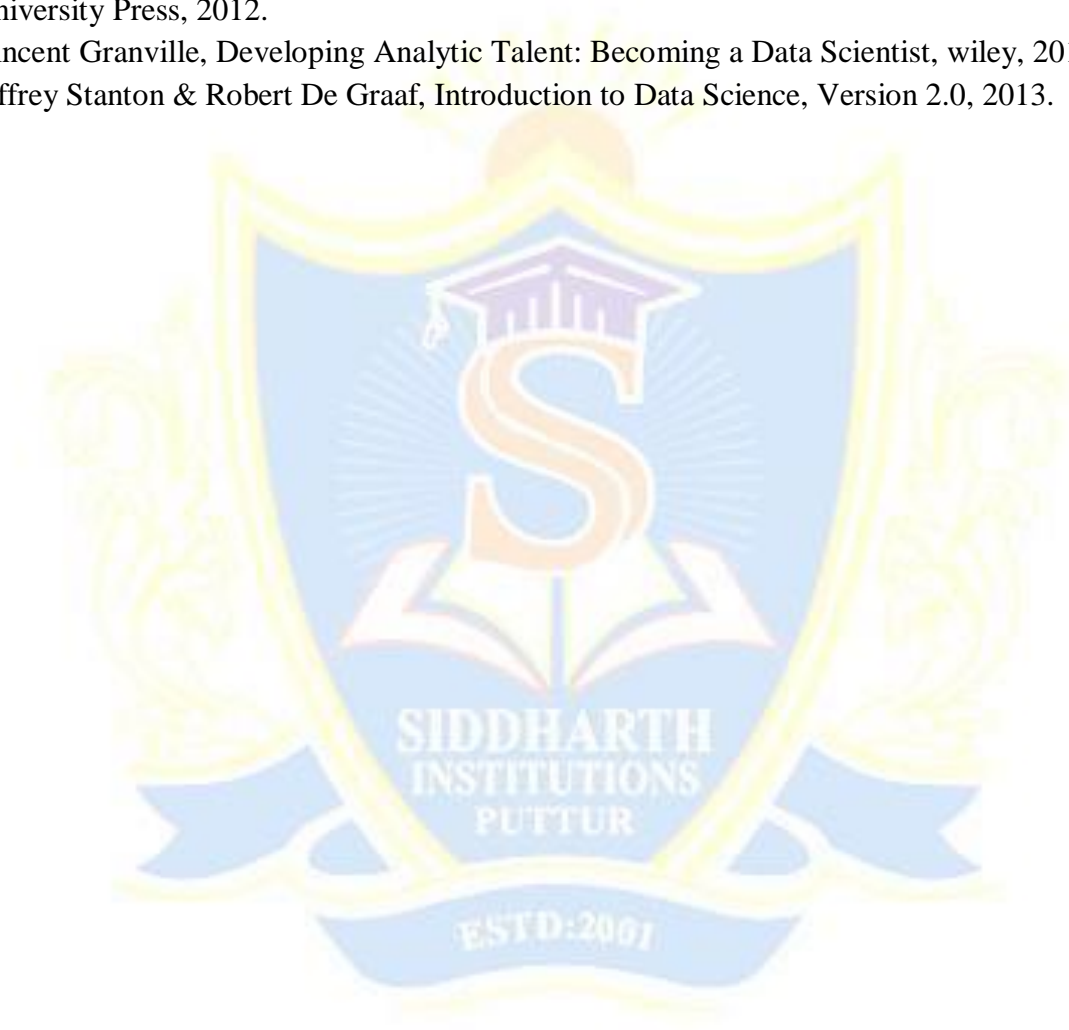 niversity Press, 2012.
ncent Granville, Developing Analytic Talent: Becoming a Data Scientist, wiley, 201
ffrey Stanton & Robert De Graaf, Introduction to Data Science, Version 2.0, 2013.
S
SIDDHARTH
INSTITUTIONS
PUTTUR
ESTD:2001